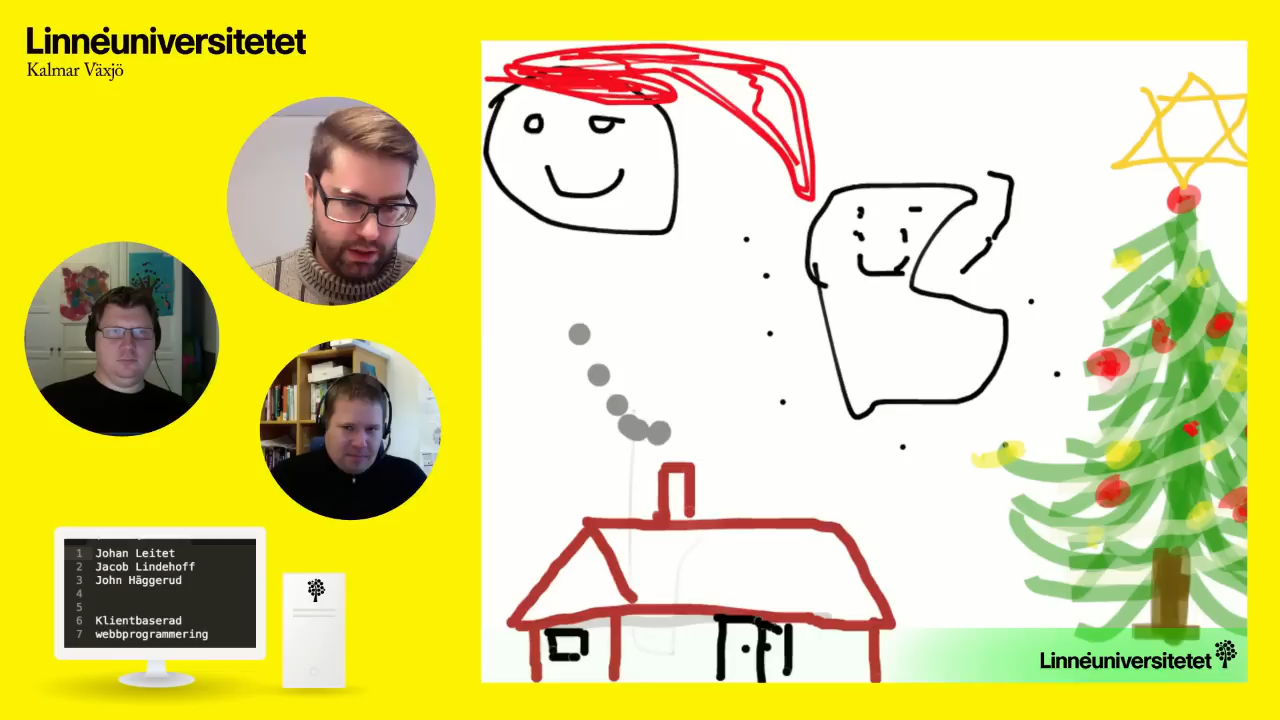 Linnéuniversitetet
Kalmar Växjö
1 Johan Leitet
2 Jacob Lindehoff
3 John Häggerud
4
5
6 Klientbaserad
7 webbprogrammering
Linnéuniversitetet